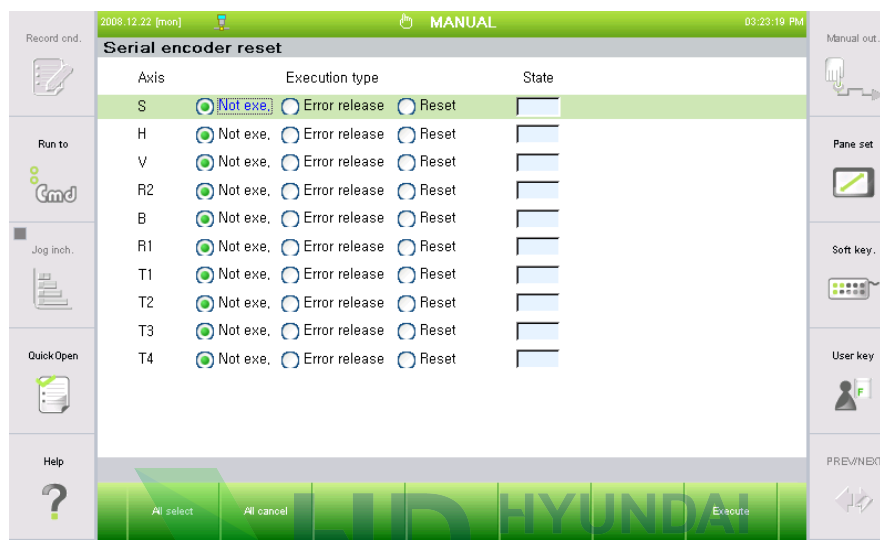 2008.12.22 [mon] MANUAL 03:23:19 PM
Record cnd.
Manual out.
Serial encoder reset
Axis Execution type State
S Not exe, Error release Reset
H Not exe, Error release Reset
Run to
Pane set
V Not exe, Error release Reset
Cmd
R2 Not exe, Error release Reset
B Not exe, Error release Reset
Jog inch.
R1 Not exe, Error release Reset
Soft key.
T1 Not exe, Error release Reset
T2 Not exe, Error release Reset
T3 Not exe, Error release Reset
QuickOpen
T4 Not exe, Error release Reset
User key
F
Help
PREV/NEXT
?
All select All cancel Execute
HD HYUNDAI